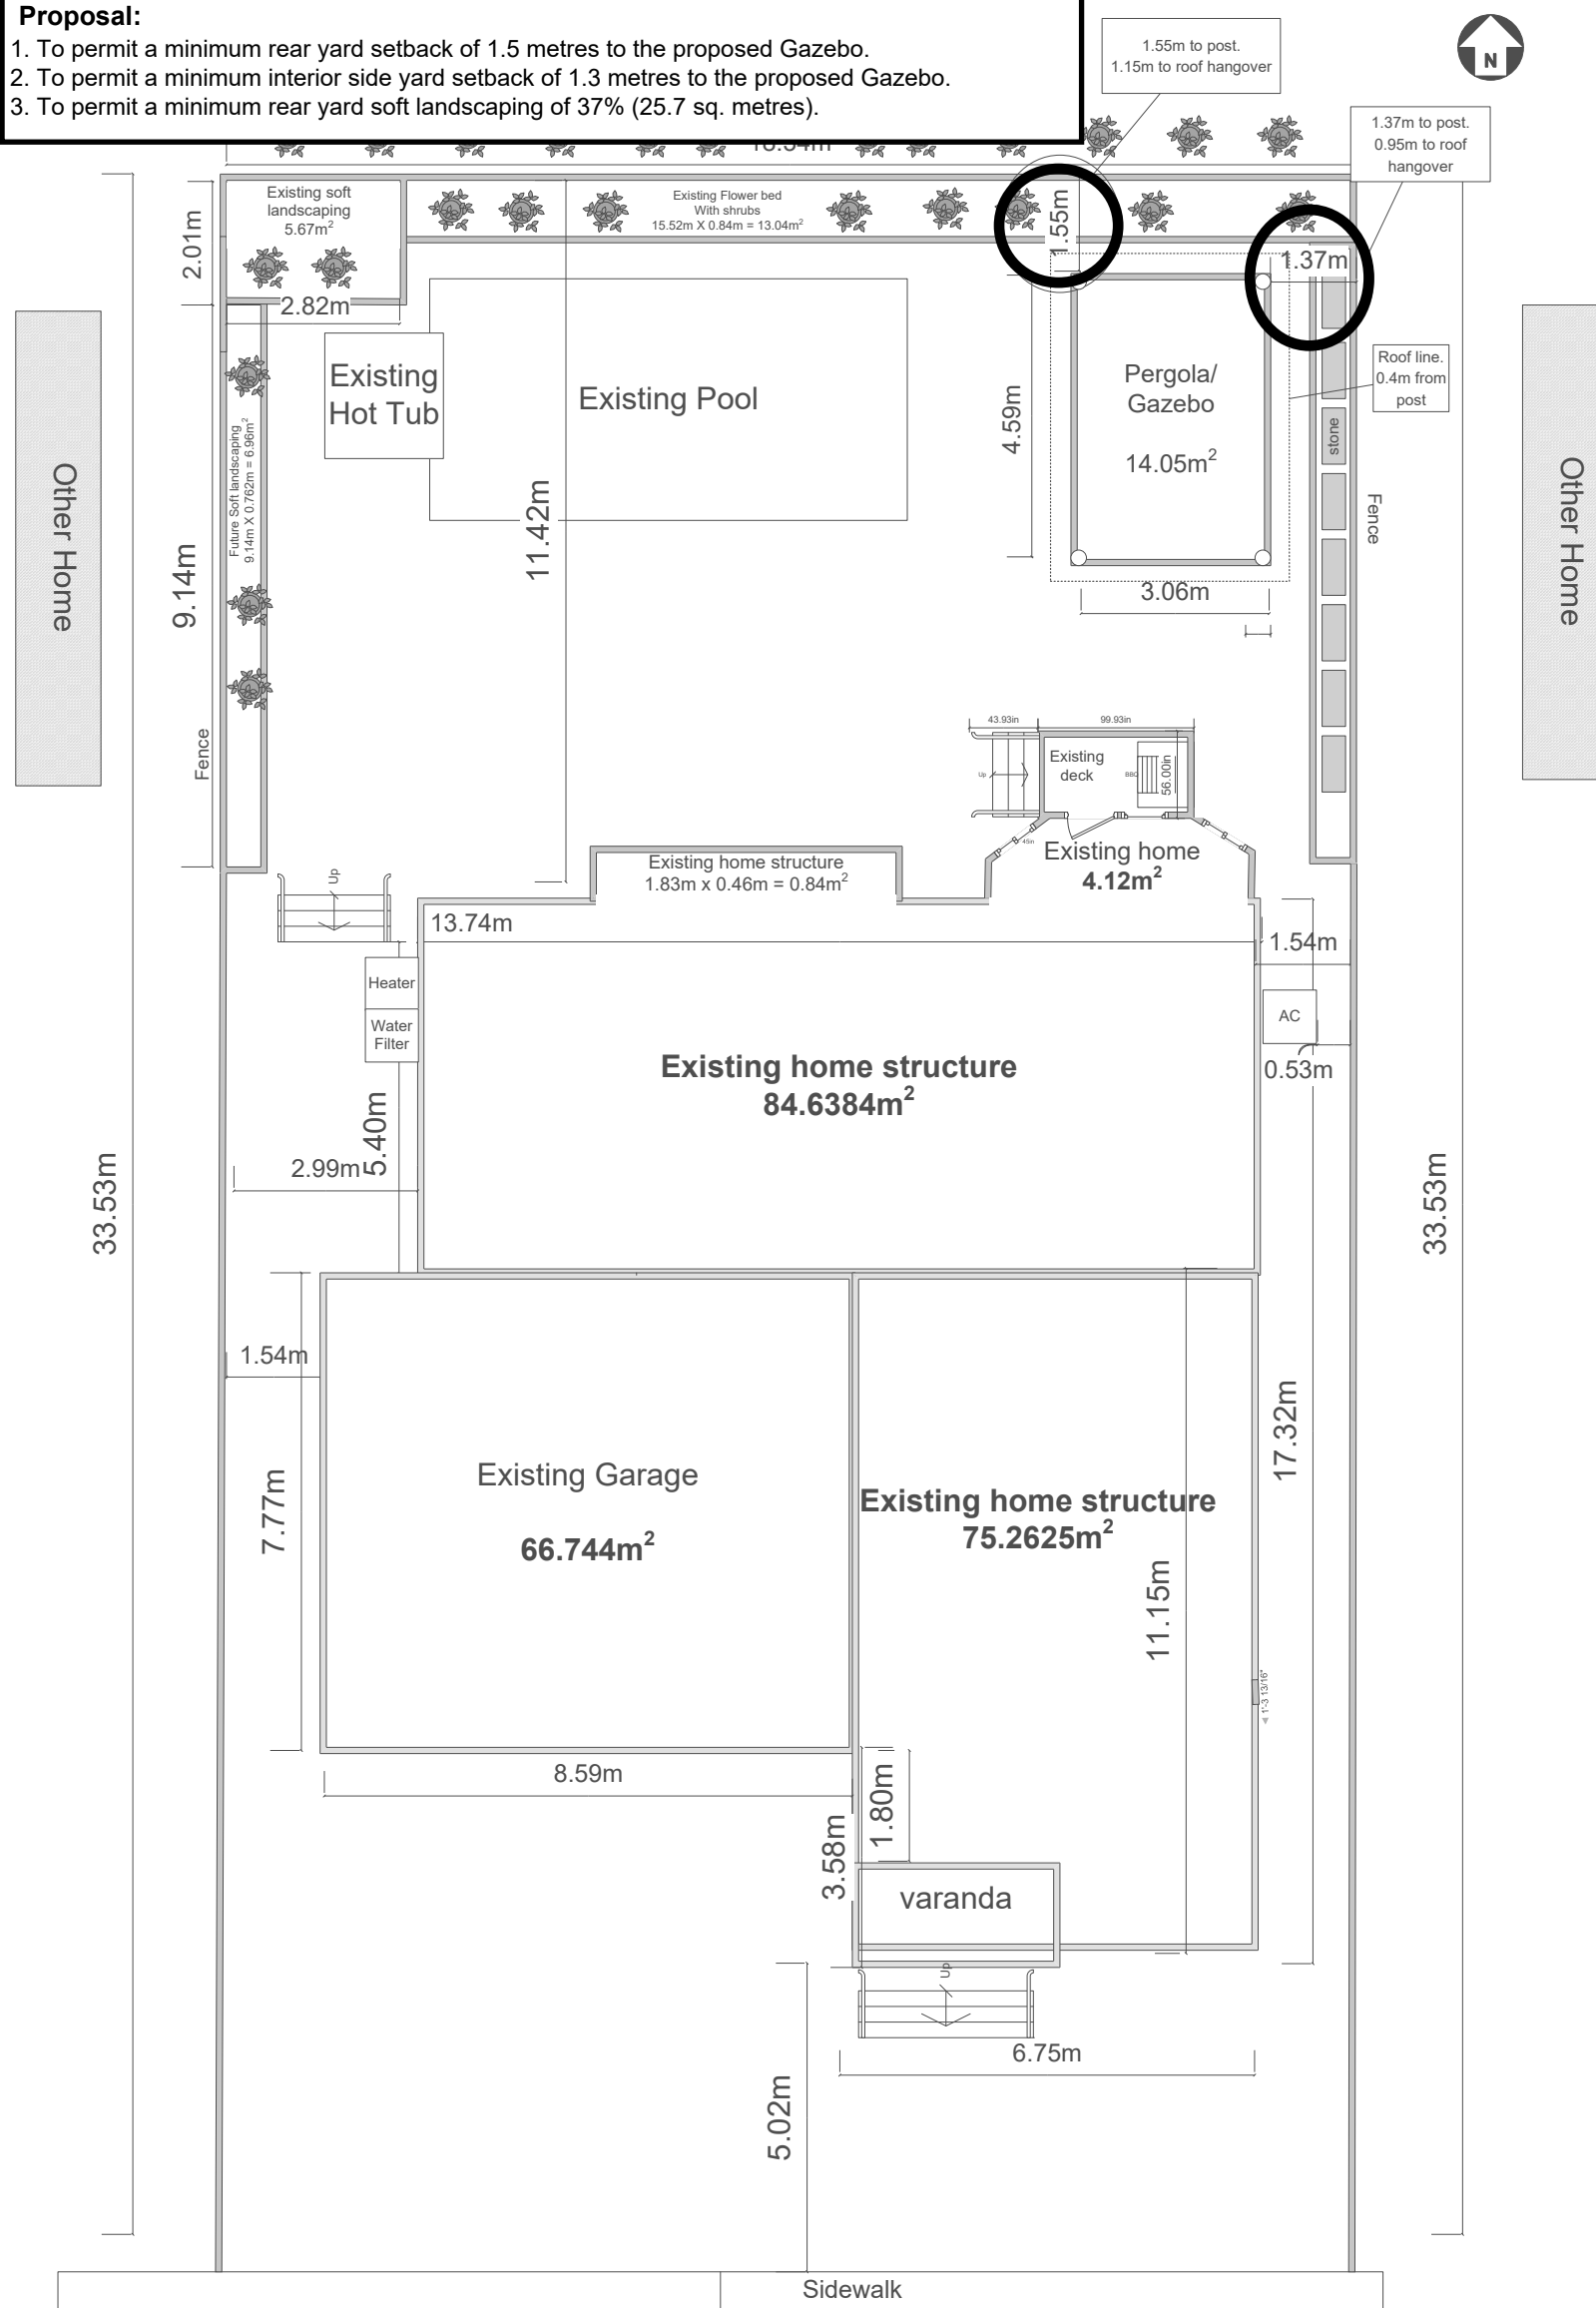 Proposal:
1. To permit a minimum rear yard setback of 1.5 metres to the proposed Gazebo.
2. To permit a minimum interior side yard setback of 1.3 metres to the proposed Gazebo.
3. To permit a minimum rear yard soft landscaping of 37% (25.7 sq. metres).
1.55m to post.
1.15m to roof hangover
N
1.37m to post.
0.95m to roof
hangover
Existing soft
landscaping
5.67m²
Existing Flower bed
With shrubs
15.52m X 0.84m = 13.04m²
1.55m
1.37m
2.01m
2.82m
Existing
Hot Tub
Existing Pool
Pergola/
Gazebo
14.05m²
4.59m
3.06m
Roof line.
0.4m from
post
stone
Fence
Other Home
Other Home
Future Soft landscaping
9.14m X 0.762m = 6.96m²
9.14m
11.42m
Fence
43.93in
99.93in
Existing
deck
BBQ
56.00in
Up
45in
Existing home
4.12m²
Existing home structure
1.83m x 0.46m = 0.84m²
Up
13.74m
1.54m
Heater
Water
Filter
AC
0.53m
Existing home structure
84.6384m²
5.40m
2.99m
33.53m
33.53m
1.54m
7.77m
Existing Garage
66.744m²
Existing home structure
75.2625m²
17.32m
11.15m
1'-3 13/16"
8.59m
1.80m
3.58m
varanda
Up
6.75m
5.02m
Sidewalk